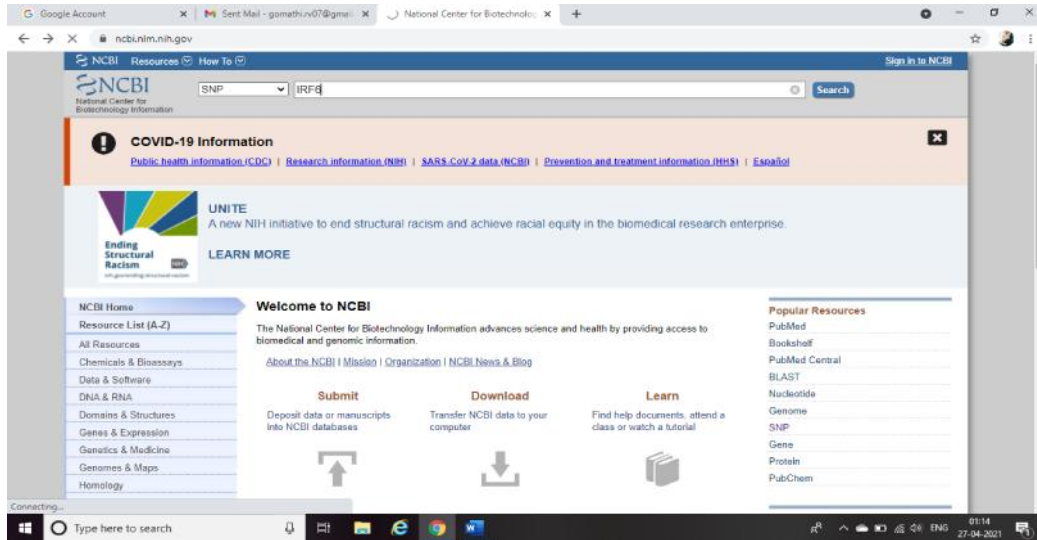 Google Account
Sent Mail - gomathi.rv07@gmail
National Center for Biotechnolog
ncbi.nlm.nih.gov
NCBI Resources How To
Sign in to NCBI
NCBI
National Center for
Biotechnology Information
SNP
IRF6
Search
COVID-19 Information
Public health information (CDC) | Research information (NIH) | SARS-CoV-2 data (NCBI) | Prevention and treatment information (HHS) | Español
UNITE
A new NIH initiative to end structural racism and achieve racial equity in the biomedical research enterprise.
LEARN MORE
Ending
Structural
Racism
NIH
NCBI Home
Resource List (A-Z)
All Resources
Chemicals & Bioassays
Data & Software
DNA & RNA
Domains & Structures
Genes & Expression
Genetics & Medicine
Genomes & Maps
Homology
Welcome to NCBI
The National Center for Biotechnology Information advances science and health by providing access to
biomedical and genomic information.
About the NCBI | Mission | Organization | NCBI News & Blog
Submit
Deposit data or manuscripts
into NCBI databases
Download
Transfer NCBI data to your
computer
Learn
Find help documents, attend a
class or watch a tutorial
Popular Resources
PubMed
Bookshelf
PubMed Central
BLAST
Nucleotide
Genome
SNP
Gene
Protein
PubChem
Connecting...
Type here to search
ENG
01:14
27-04-2021